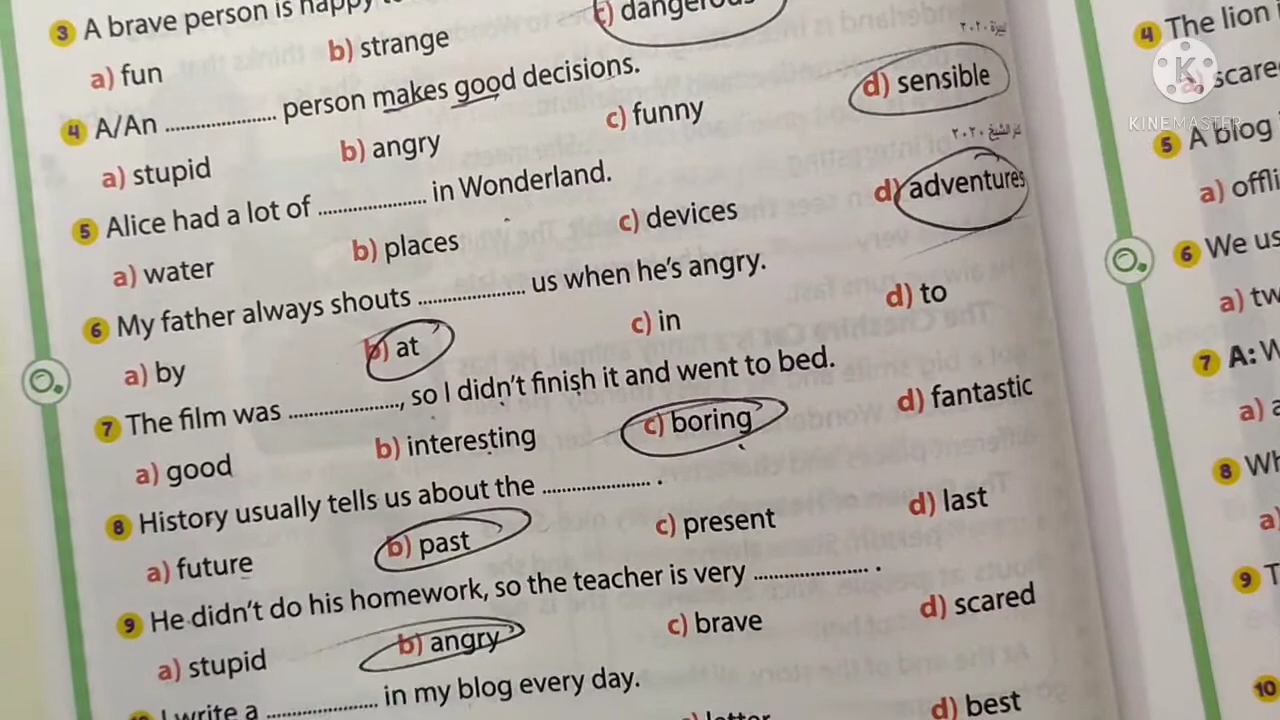 3 A brave person is happy
a) fun b) strange c) dangerous
4 A/An .................... person makes good decisions.
a) stupid b) angry c) funny d) sensible
5 Alice had a lot of .................... in Wonderland.
a) water b) places c) devices d) adventures
6 My father always shouts .................... us when he's angry.
a) by b) at c) in d) to
7 The film was ...................., so I didn't finish it and went to bed.
a) good b) interesting c) boring d) fantastic
8 History usually tells us about the .................... .
a) future b) past c) present d) last
9 He didn't do his homework, so the teacher is very .................... .
a) stupid b) angry c) brave d) scared
I write a .................... in my blog every day.
letter d) best
4 The lion
a) scare
5 A blog
a) offli
6 We us
a) tw
7 A: W
a) a
8 Wh
a)
9 T
10
K
KINEMASTER